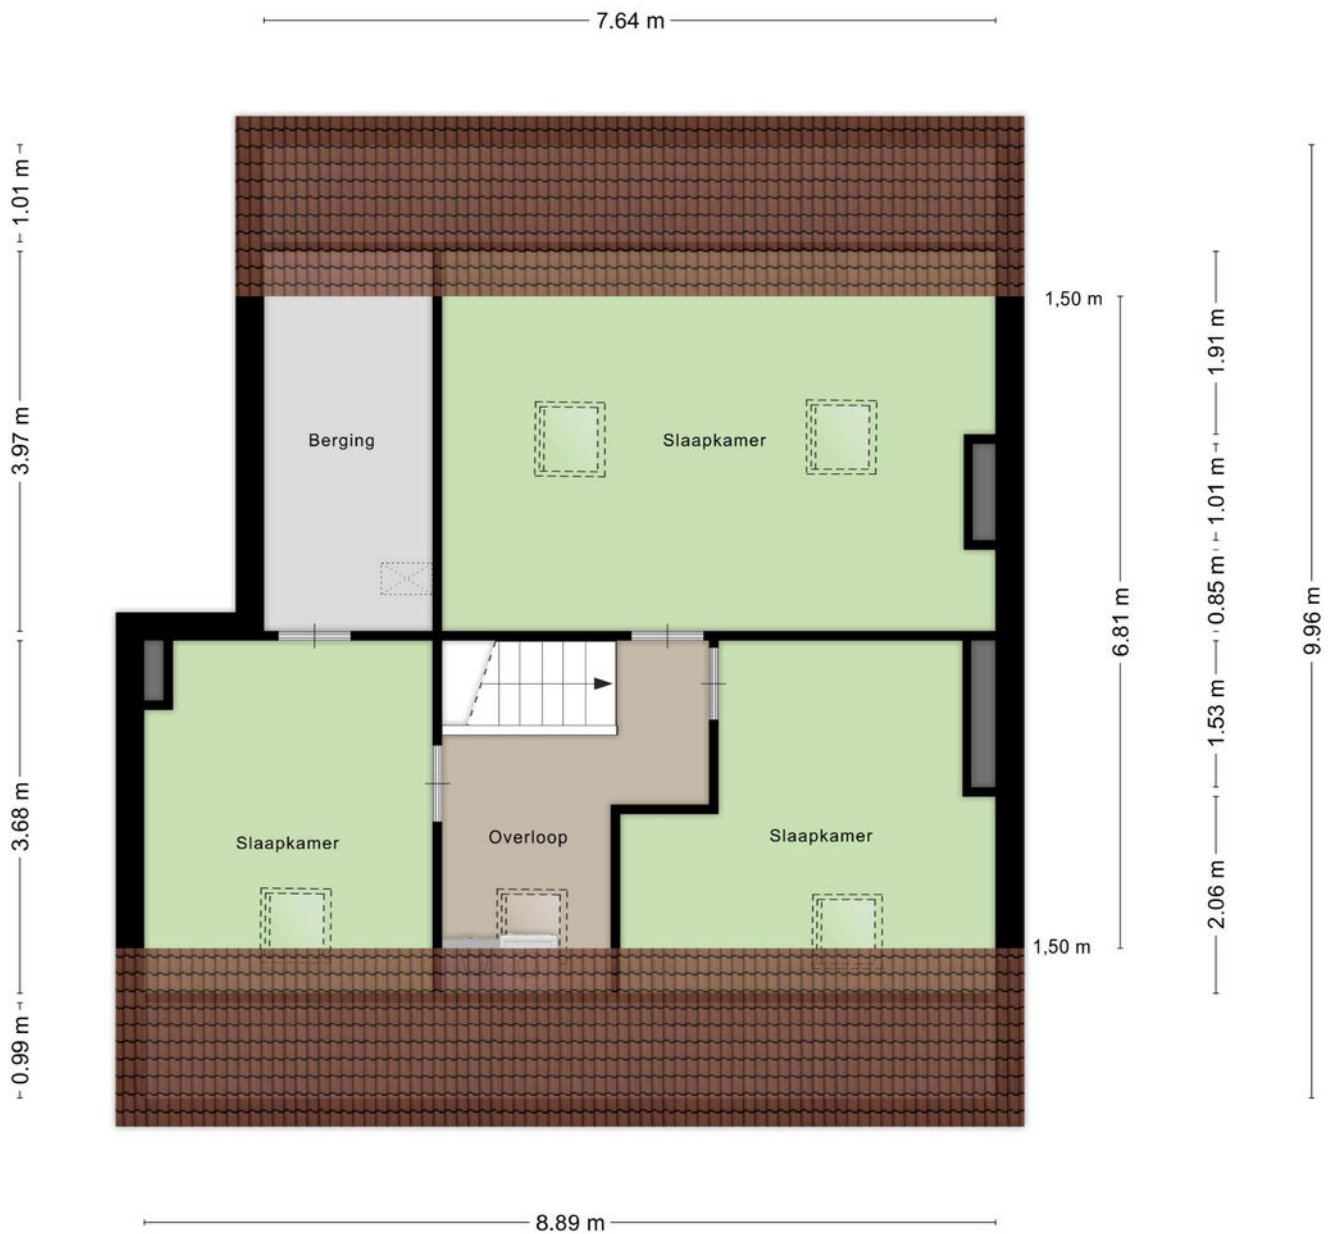 7.64 m
1.01 m
1,50 m
1.91 m
3.97 m
Berging
Slaapkamer
1.01 m
0.85 m
6.81 m
9.96 m
1.53 m
3.68 m
Slaapkamer
Overloop
Slaapkamer
2.06 m
1,50 m
0.99 m
8.89 m